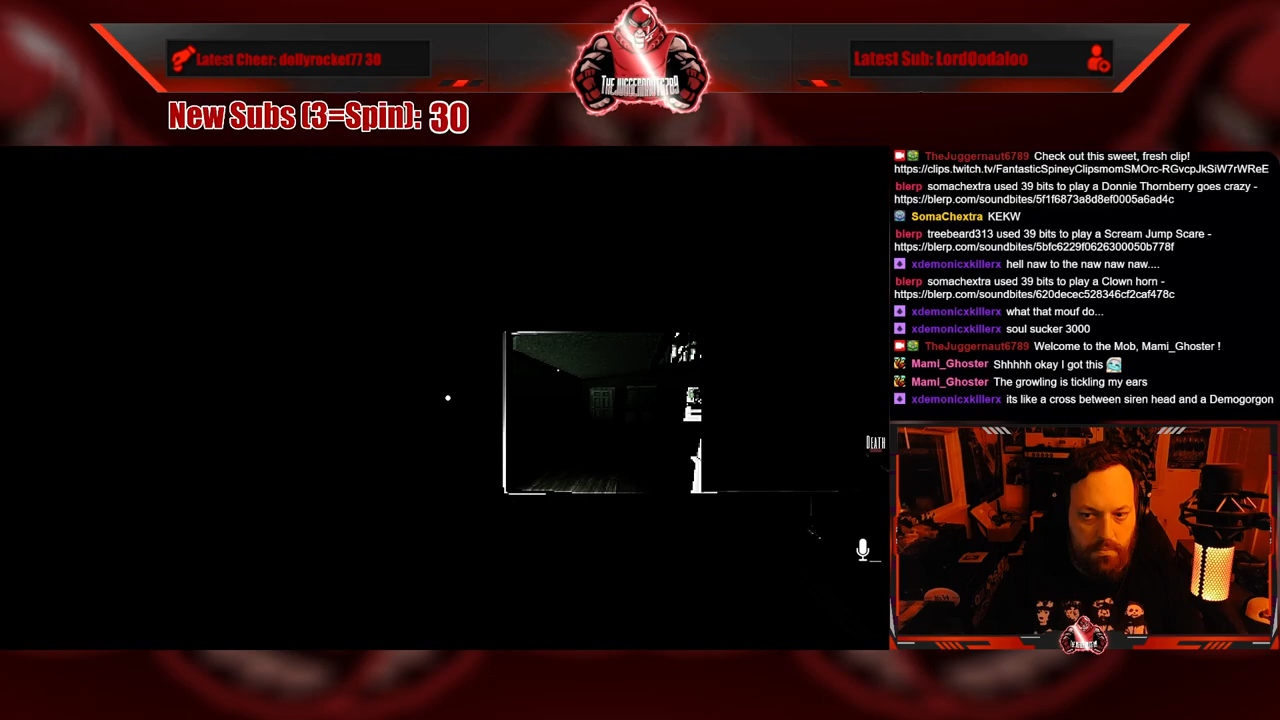 Latest Cheer: dollyrocket77 30
THEJUGGERNAUT6789
Latest Sub: LordOodaloo
New Subs (3=Spin): 30
TheJuggernaut6789 Check out this sweet, fresh clip!
https://clips.twitch.tv/FantasticSpineyClipsmomSMOrc-RGvcpJkSiW7rWReE
blerp somachextra used 39 bits to play a Donnie Thornberry goes crazy -
https://blerp.com/soundbites/5f1f6873a8d8ef0005a6ad4c
SomaChextra KEKW
blerp treebeard313 used 39 bits to play a Scream Jump Scare -
https://blerp.com/soundbites/5bfc6229f0626300050b778f
xdemonicxkillerx hell naw to the naw naw naw....
blerp somachextra used 39 bits to play a Clown horn -
https://blerp.com/soundbites/620decec528346cf2caf478c
xdemonicxkillerx what that mouf do...
xdemonicxkillerx soul sucker 3000
TheJuggernaut6789 Welcome to the Mob, Mami_Ghoster !
Mami_Ghoster Shhhhh okay I got this
Mami_Ghoster The growling is tickling my ears
xdemonicxkillerx its like a cross between siren head and a Demogorgon
DEATH